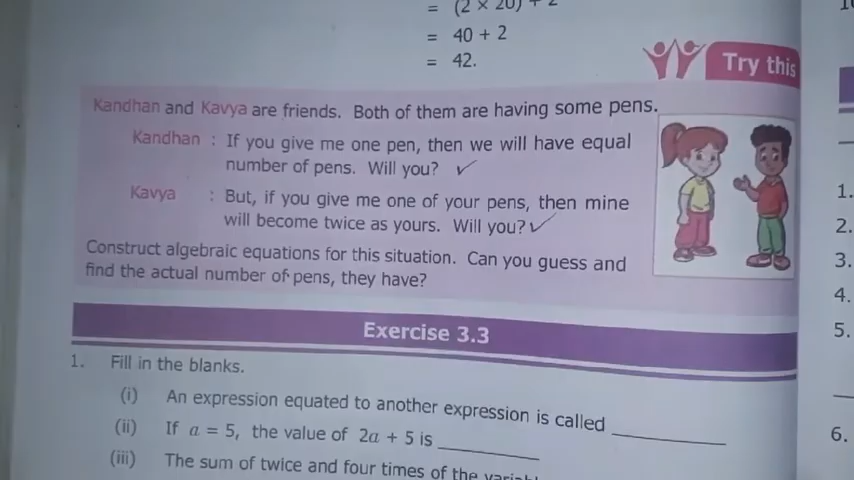 = (2 × 20) + 2
= 40 + 2
= 42.
Try this
Kandhan and Kavya are friends. Both of them are having some pens.
Kandhan : If you give me one pen, then we will have equal
number of pens. Will you?
Kavya : But, if you give me one of your pens, then mine
will become twice as yours. Will you?
Construct algebraic equations for this situation. Can you guess and
find the actual number of pens, they have?
Exercise 3.3
1. Fill in the blanks.
(i) An expression equated to another expression is called ________
(ii) If a = 5, the value of 2a + 5 is ________
(iii) The sum of twice and four times of the
1.
2.
3.
4.
5.
6.